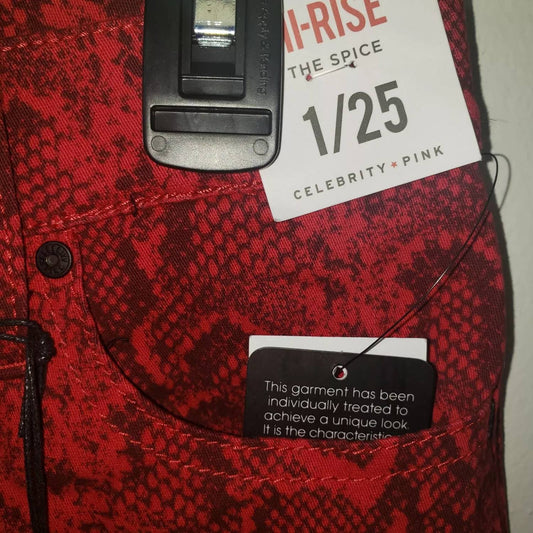 HI-RISE
THE SPICE
1/25
CELEBRITY★PINK
This garment has been
individually treated to
achieve a unique look.
It is the characteristic